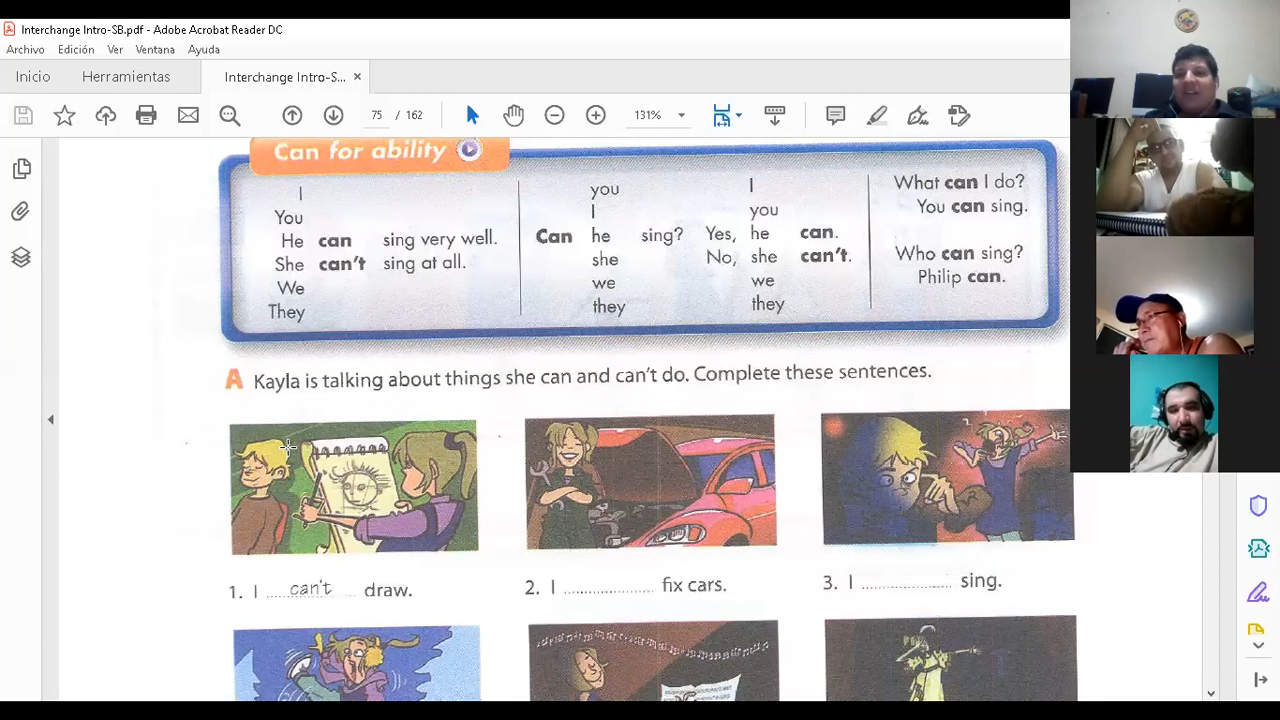 Interchange Intro-SB.pdf - Adobe Acrobat Reader DC
Archivo Edición Ver Ventana Ayuda
Inicio Herramientas Interchange Intro-S... ×
75 / 162 131%
Can for ability
I
You
He can sing very well.
She can't sing at all.
We
They
you
I
Can he sing?
she
we
they
I
you
Yes, he can.
No, she can't.
we
they
What can I do?
You can sing.
Who can sing?
Philip can.
A Kayla is talking about things she can and can't do. Complete these sentences.
1. I can't draw.
2. I .................... fix cars.
3. I .................... sing.